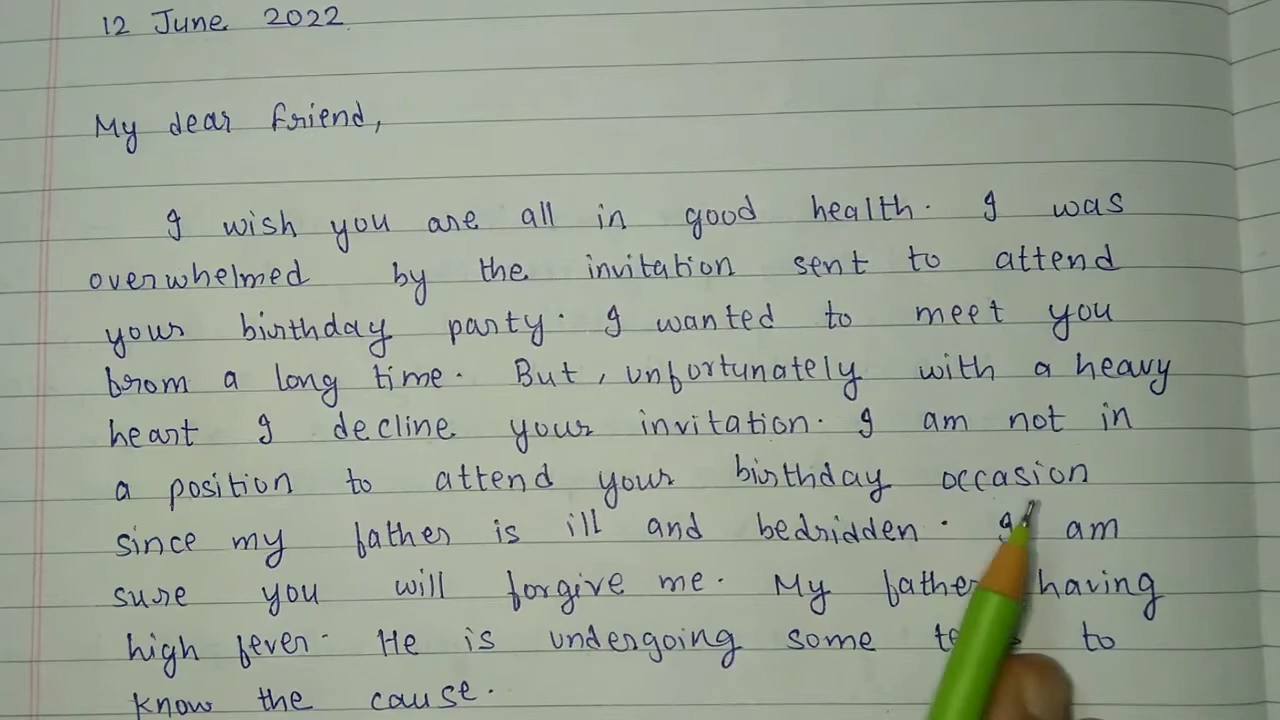 12 June 2022
My dear friend,
I wish you are all in good health. I was
overwhelmed by the invitation sent to attend
your birthday party. I wanted to meet you
from a long time. But, unfortunately with a heavy
heart I decline your invitation. I am not in
a position to attend your birthday occasion
since my father is ill and bedridden. I am
sure you will forgive me. My father having
high fever. He is undergoing some to
know the cause.